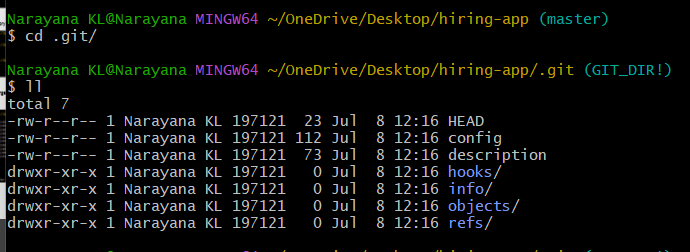 Narayana KL@Narayana MINGW64 ~/OneDrive/Desktop/hiring-app (master)
$ cd .git/
Narayana KL@Narayana MINGW64 ~/OneDrive/Desktop/hiring-app/.git (GIT_DIR!)
$ ll
total 7
-rw-r--r-- 1 Narayana KL 197121  23 Jul  8 12:16 HEAD
-rw-r--r-- 1 Narayana KL 197121 112 Jul  8 12:16 config
-rw-r--r-- 1 Narayana KL 197121  73 Jul  8 12:16 description
drwxr-xr-x 1 Narayana KL 197121   0 Jul  8 12:16 hooks/
drwxr-xr-x 1 Narayana KL 197121   0 Jul  8 12:16 info/
drwxr-xr-x 1 Narayana KL 197121   0 Jul  8 12:16 objects/
drwxr-xr-x 1 Narayana KL 197121   0 Jul  8 12:16 refs/